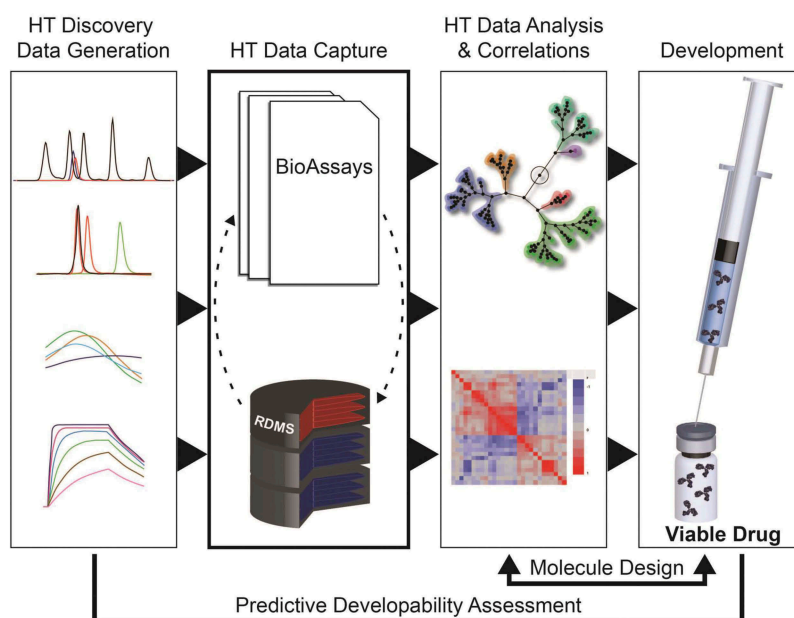 HT Discovery
Data Generation
HT Data Capture
HT Data Analysis
& Correlations
Development
BioAssays
RDMS
Viable Drug
Molecule Design
Predictive Developability Assessment